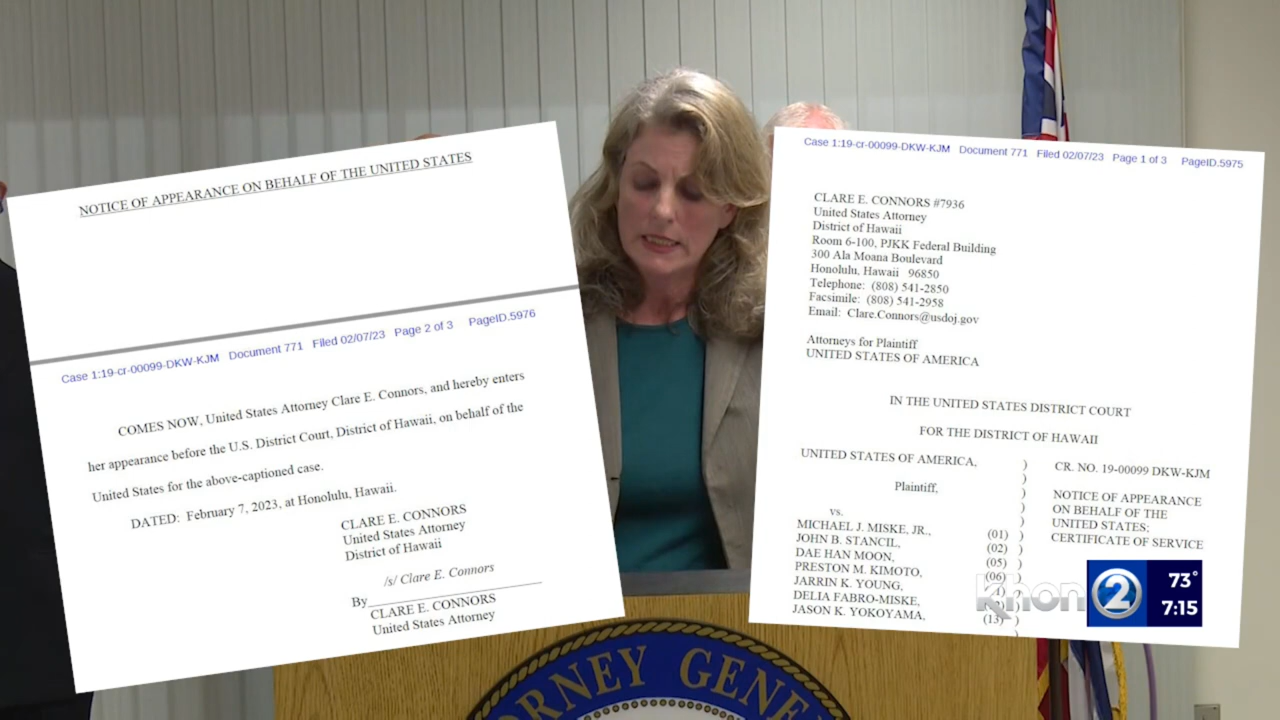 NOTICE OF APPEARANCE ON BEHALF OF THE UNITED STATES
Case 1:19-cr-00099-DKW-KJM Document 771 Filed 02/07/23 Page 2 of 3 PageID.5976
COMES NOW, United States Attorney Clare E. Connors, and hereby enters
her appearance before the U.S. District Court, District of Hawaii, on behalf of the
United States for the above-captioned case.
DATED: February 7, 2023, at Honolulu, Hawaii.
CLARE E. CONNORS
United States Attorney
District of Hawaii
/s/ Clare E. Connors
By
CLARE E. CONNORS
United States Attorney
Case 1:19-cr-00099-DKW-KJM Document 771 Filed 02/07/23 Page 1 of 3 PageID.5975
CLARE E. CONNORS #7936
United States Attorney
District of Hawaii
Room 6-100, PJKK Federal Building
300 Ala Moana Boulevard
Honolulu, Hawaii 96850
Telephone: (808) 541-2850
Facsimile: (808) 541-2958
Email: Clare.Connors@usdoj.gov
Attorneys for Plaintiff
UNITED STATES OF AMERICA
IN THE UNITED STATES DISTRICT COURT
FOR THE DISTRICT OF HAWAII
UNITED STATES OF AMERICA, ) CR. NO. 19-00099 DKW-KJM
)
Plaintiff, ) NOTICE OF APPEARANCE
) ON BEHALF OF THE
vs. ) UNITED STATES;
MICHAEL J. MISKE, JR., (01) ) CERTIFICATE OF SERVICE
JOHN B. STANCIL, (02) )
DAE HAN MOON, (05) )
PRESTON M. KIMOTO, (06)
JARRIN K. YOUNG,
DELIA FABRO-MISKE,
JASON K. YOKOYAMA, (13) )
khon 2
73°
7:15
ORNEY GENE